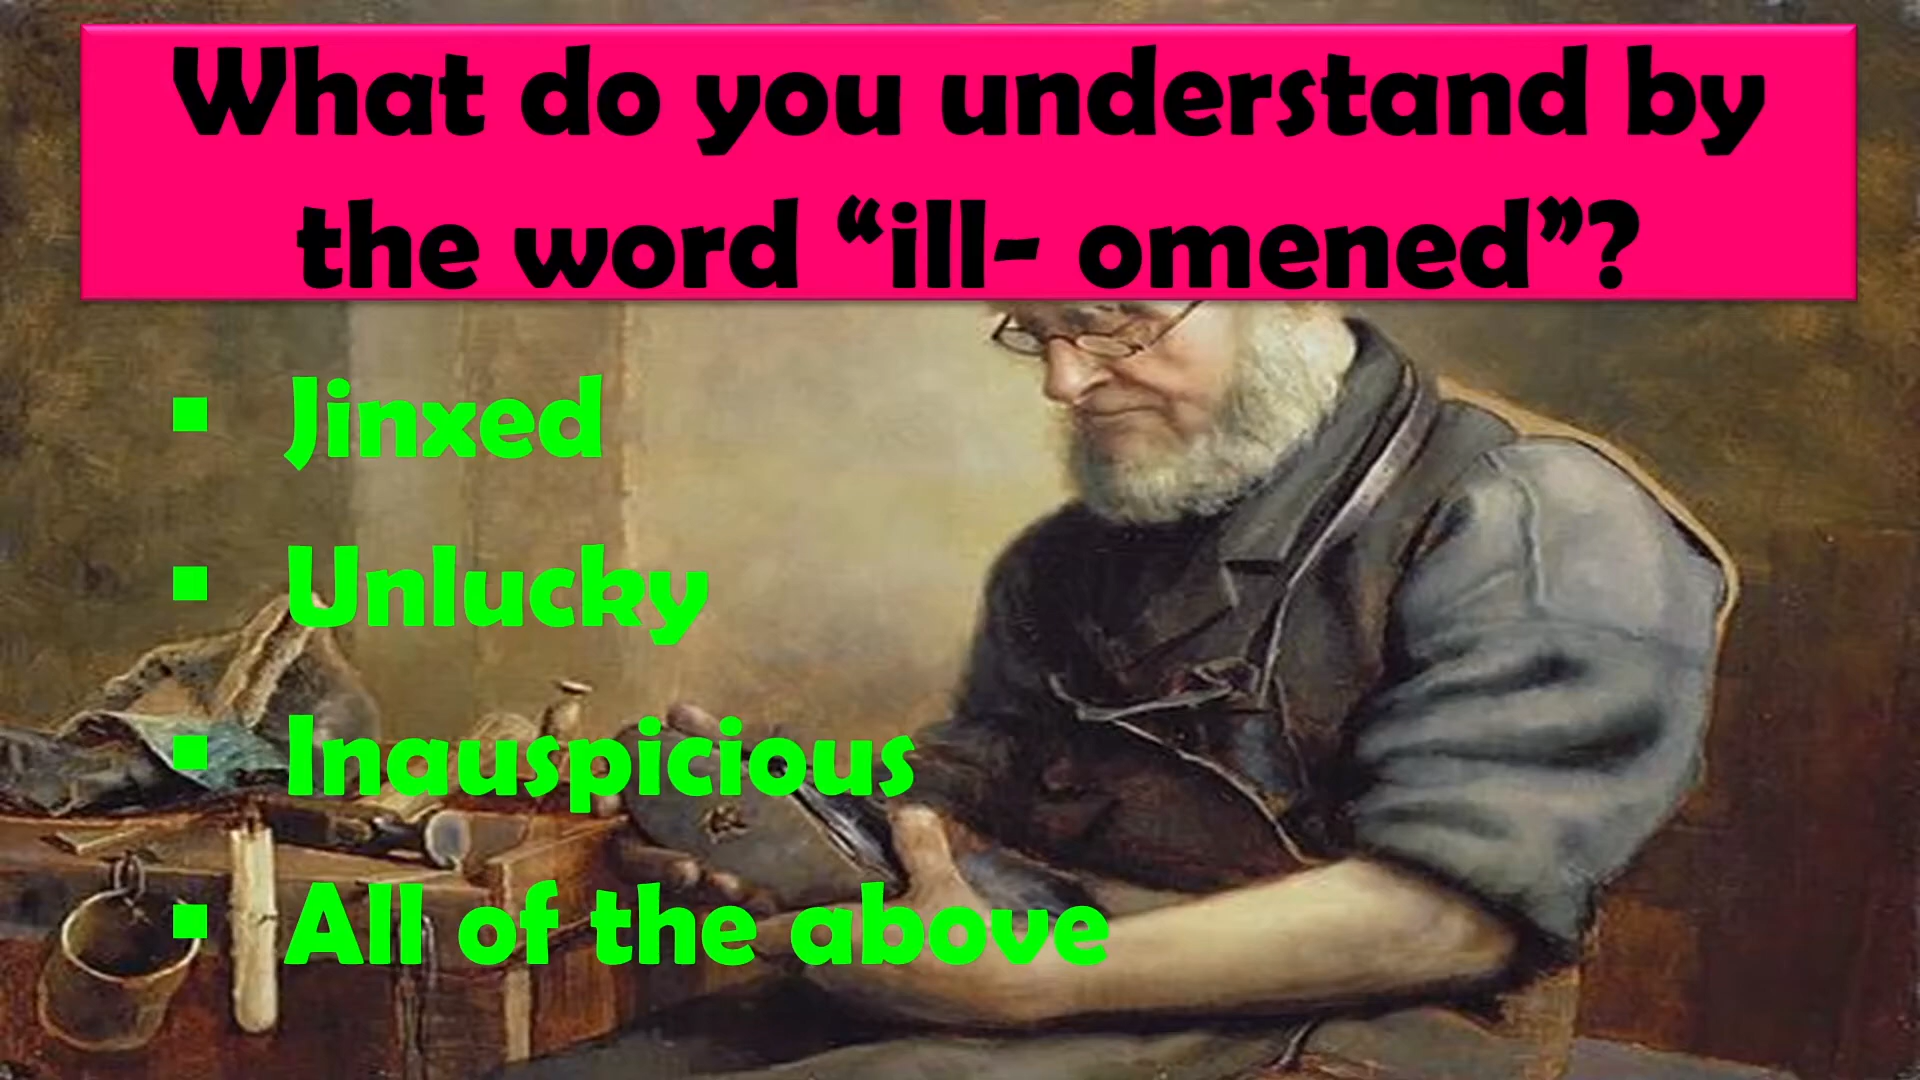 What do you understand by
the word “ill- omened”?
▪ Jinxed
▪ Unlucky
▪ Inauspicious
▪ All of the above